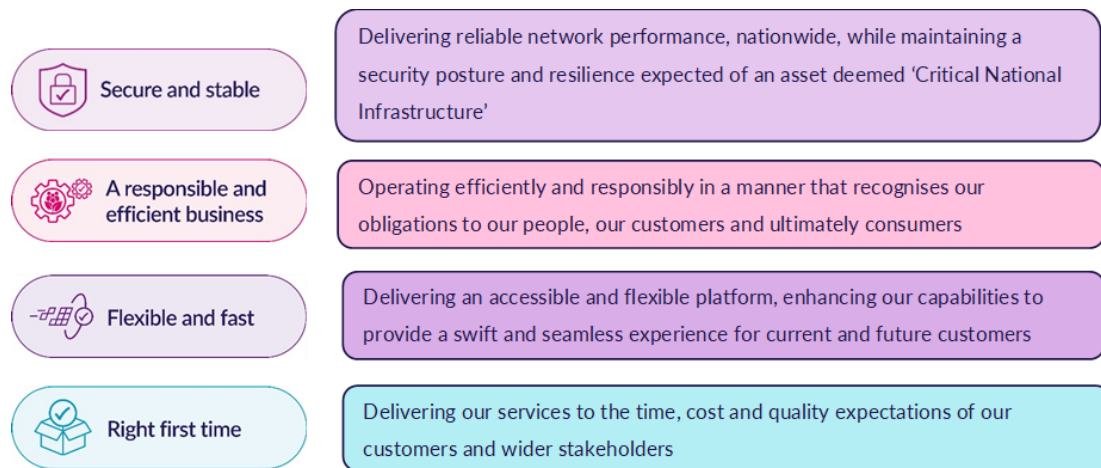 Secure and stable
Delivering reliable network performance, nationwide, while maintaining a
security posture and resilience expected of an asset deemed ‘Critical National
Infrastructure’
A responsible and
efficient business
Operating efficiently and responsibly in a manner that recognises our
obligations to our people, our customers and ultimately consumers
Flexible and fast
Delivering an accessible and flexible platform, enhancing our capabilities to
provide a swift and seamless experience for current and future customers
Right first time
Delivering our services to the time, cost and quality expectations of our
customers and wider stakeholders